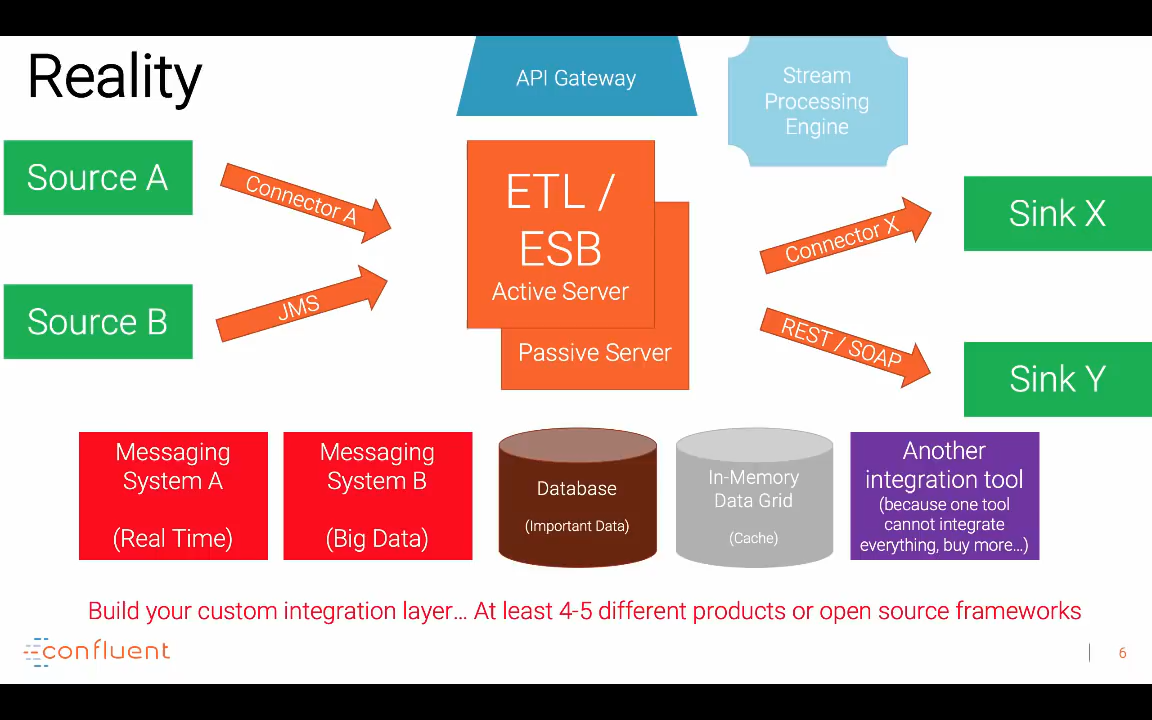 Reality
API Gateway
Stream
Processing
Engine
Source A
Connector A
ETL /
ESB
Active Server
Passive Server
Connector X
Sink X
Source B
JMS
REST / SOAP
Sink Y
Messaging
System A
(Real Time)
Messaging
System B
(Big Data)
Database
(Important Data)
In-Memory
Data Grid
(Cache)
Another
integration tool
(because one tool
cannot integrate
everything, buy more…)
Build your custom integration layer… At least 4-5 different products or open source frameworks
confluent
6